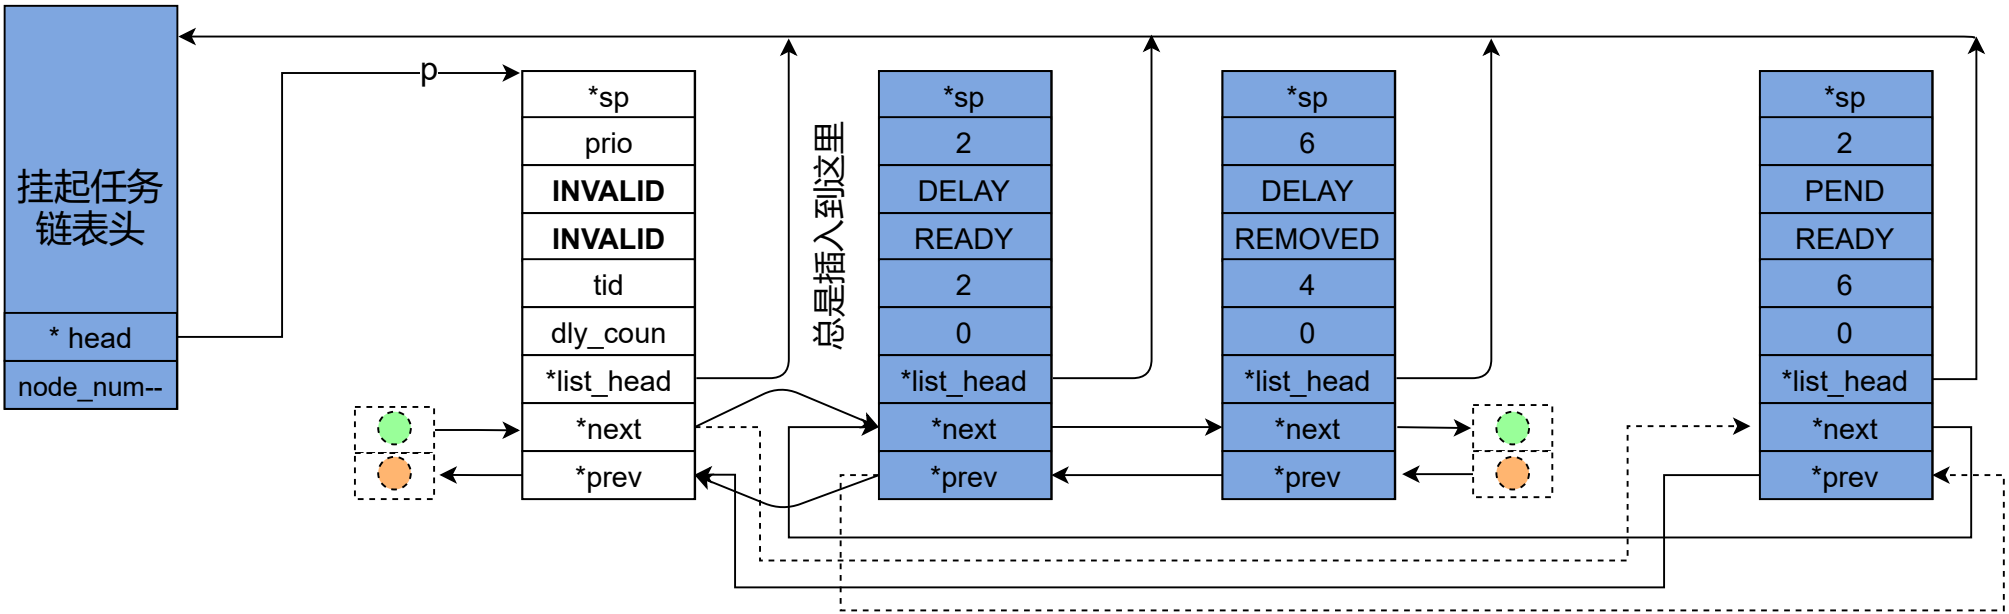 挂起任务
链表头
* head
node_num--
p
*sp
prio
INVALID
INVALID
tid
dly_coun
*list_head
*next
*prev
总是插入到这里
*sp
2
DELAY
READY
2
0
*list_head
*next
*prev
*sp
6
DELAY
REMOVED
4
0
*list_head
*next
*prev
*sp
2
PEND
READY
6
0
*list_head
*next
*prev